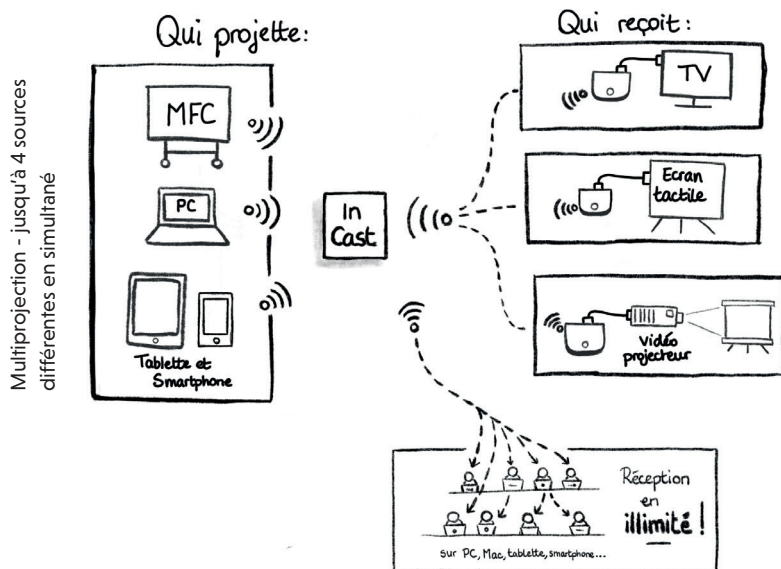 Multiprojection - jusqu'à 4 sources
différentes en simultané
Qui projette:
MFC
PC
Tablette et
Smartphone
In
Cast
Qui reçoit :
TV
Ecran
tactile
Vidéo
projecteur
Réception
en
illimité !
sur PC, Mac, tablette, smartphone...